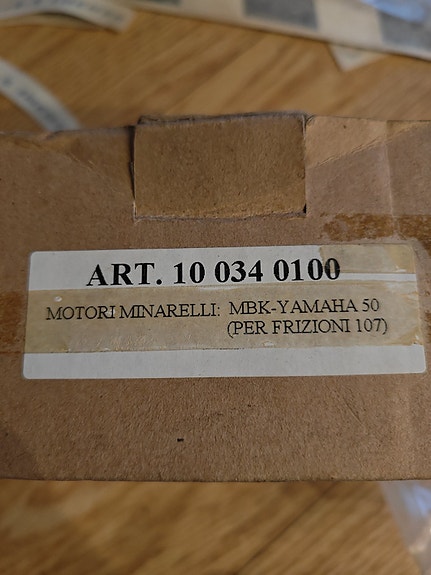 ART. 10 034 0100
MOTORI MINARELLI: MBK-YAMAHA 50
(PER FRIZIONI 107)